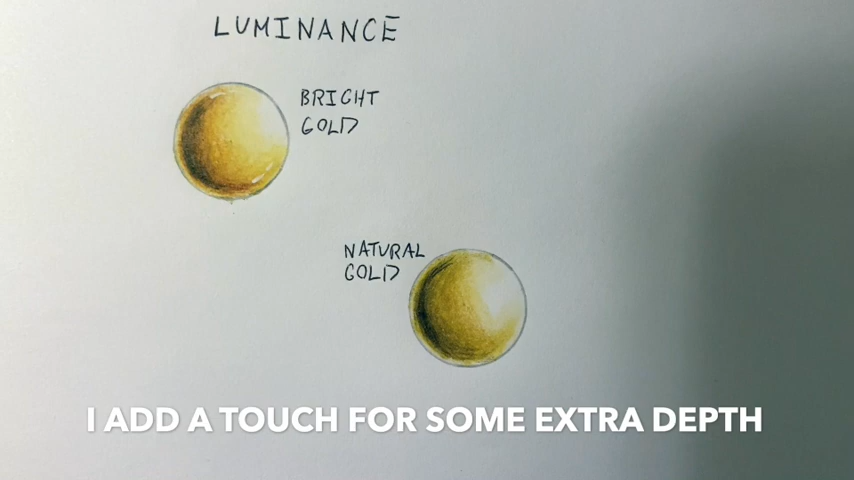 LUMINANCE
BRIGHT
GOLD
NATURAL
GOLD
I ADD A TOUCH FOR SOME EXTRA DEPTH